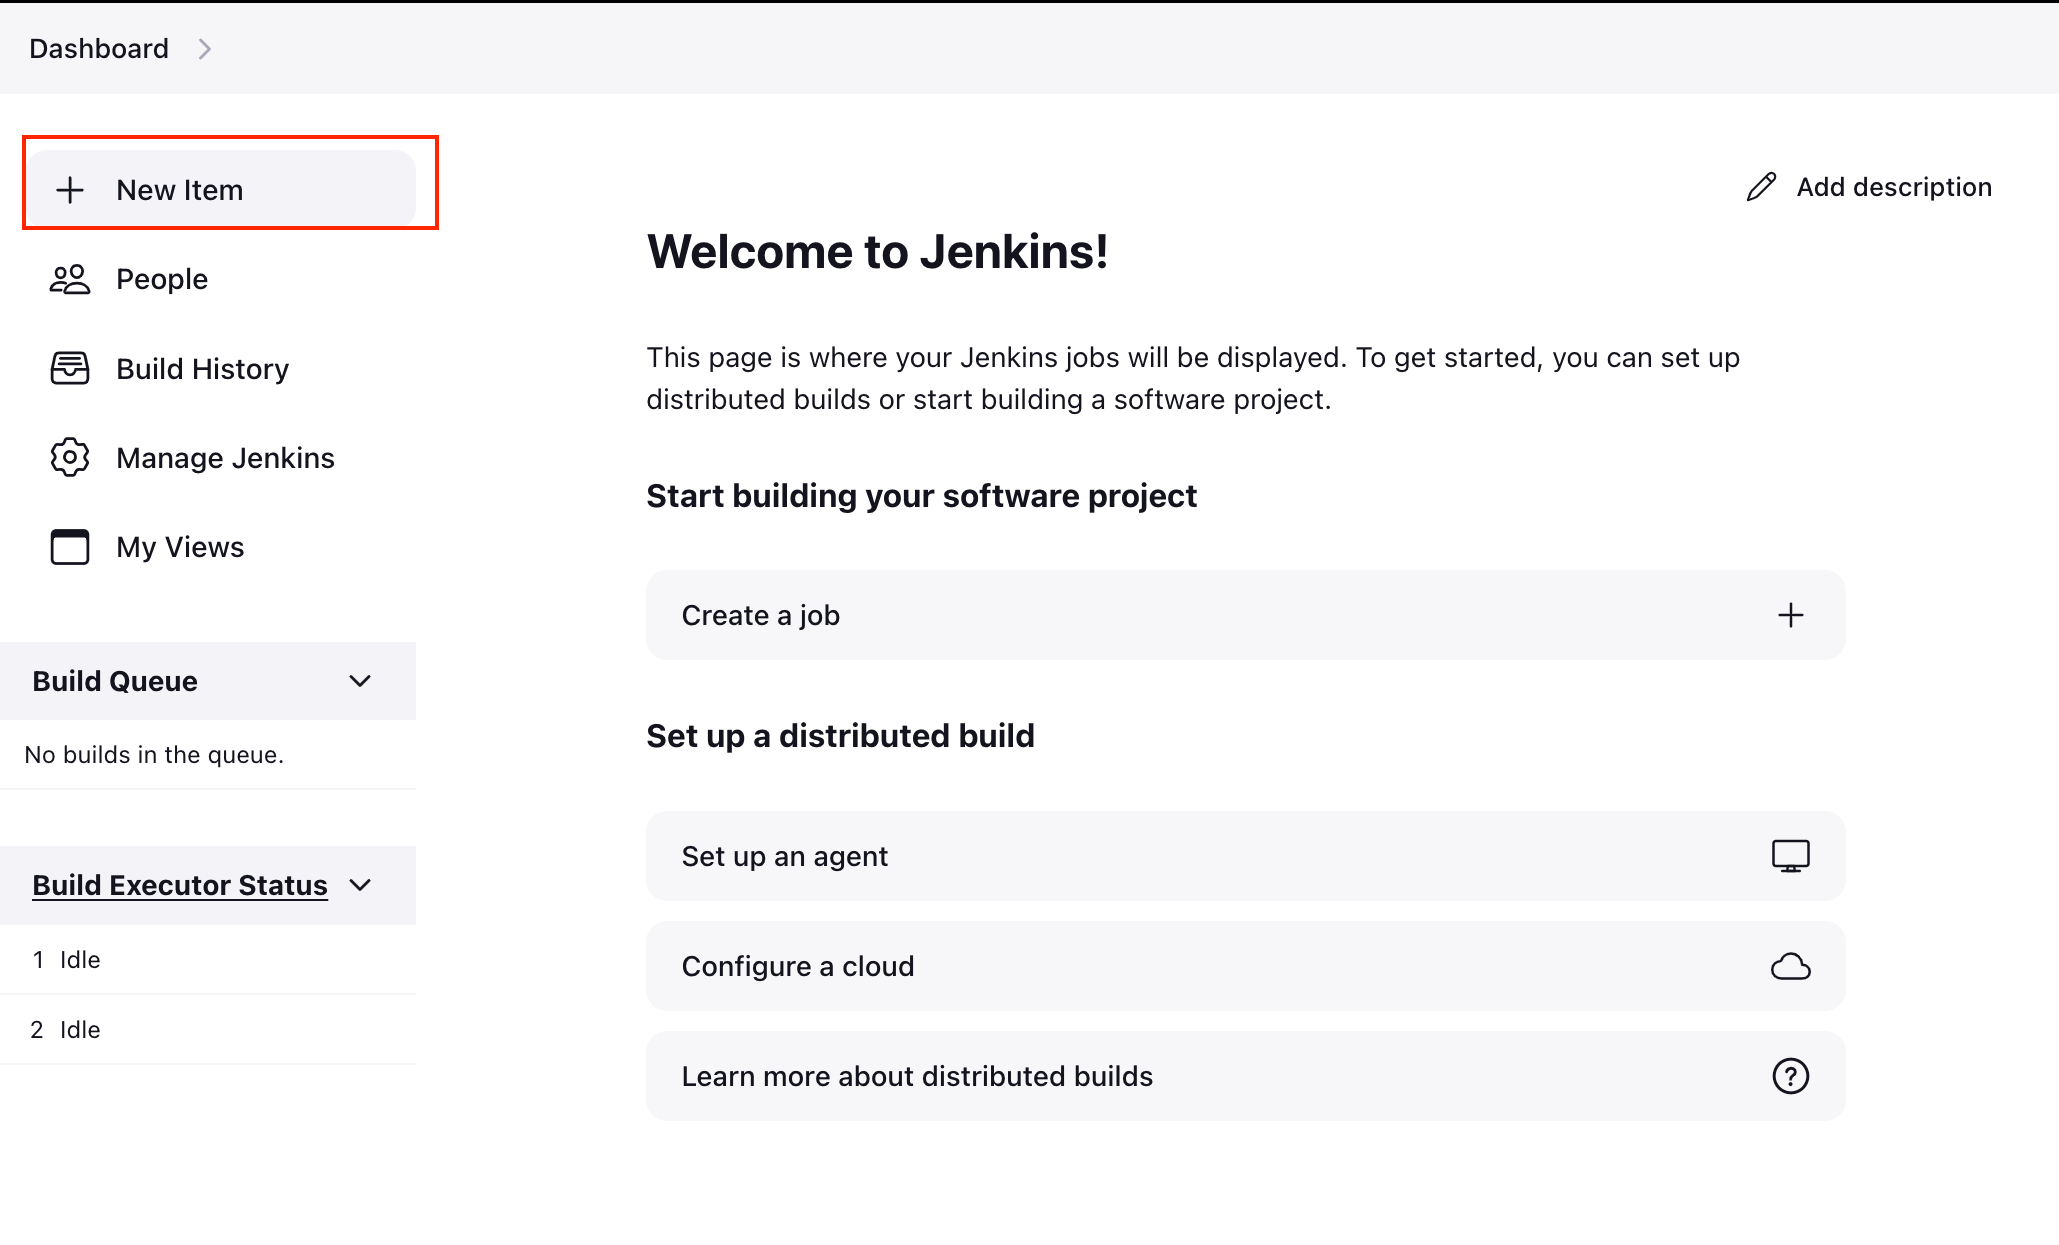 Dashboard
New Item
People
Build History
Manage Jenkins
My Views
Build Queue
No builds in the queue.
Build Executor Status
1 Idle
2 Idle
Add description
Welcome to Jenkins!
This page is where your Jenkins jobs will be displayed. To get started, you can set up
distributed builds or start building a software project.
Start building your software project
Create a job
Set up a distributed build
Set up an agent
Configure a cloud
Learn more about distributed builds